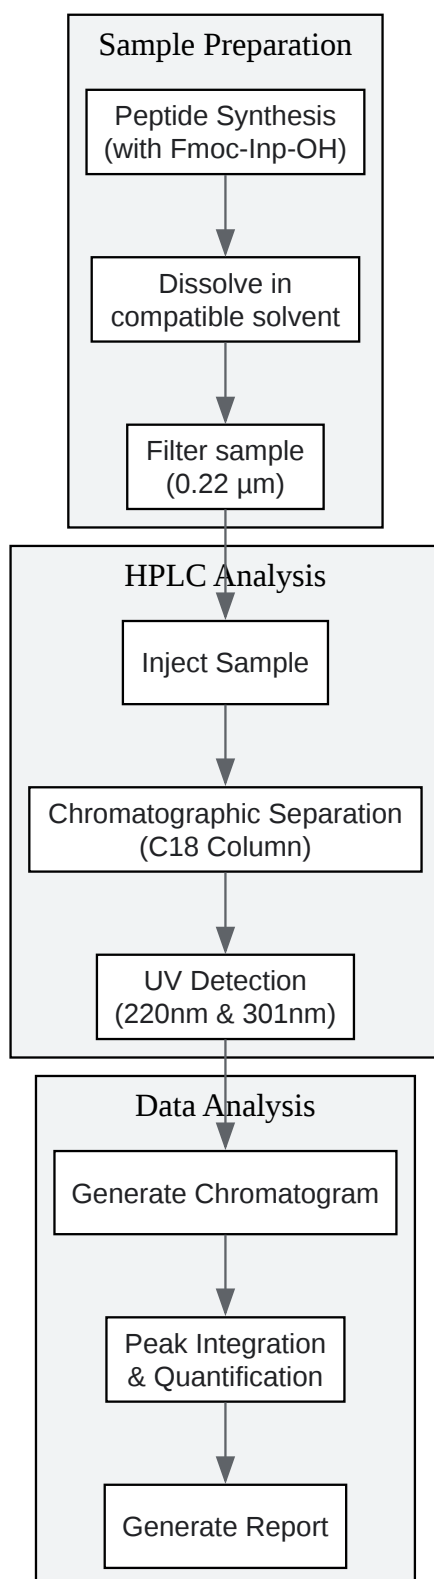 Sample Preparation
Peptide Synthesis
(with Fmoc-Inp-OH)
Dissolve in
compatible solvent
Filter sample
(0.22 µm)
HPLC Analysis
Inject Sample
Chromatographic Separation
(C18 Column)
UV Detection
(220nm & 301nm)
Data Analysis
Generate Chromatogram
Peak Integration
& Quantification
Generate Report